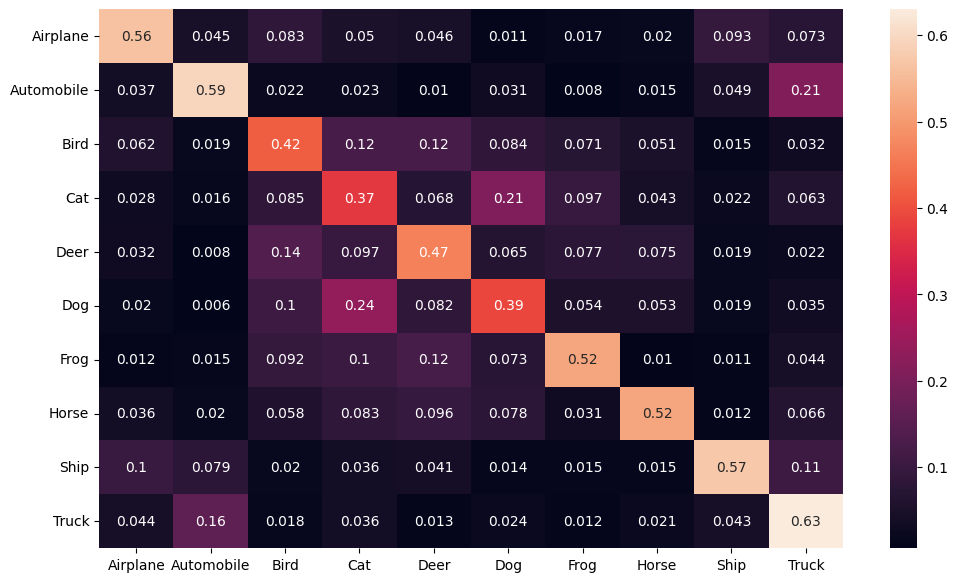 Airplane 0.56 0.045 0.083 0.05 0.046 0.011 0.017 0.02 0.093 0.073
Automobile 0.037 0.59 0.022 0.023 0.01 0.031 0.008 0.015 0.049 0.21
Bird 0.062 0.019 0.42 0.12 0.12 0.084 0.071 0.051 0.015 0.032
Cat 0.028 0.016 0.085 0.37 0.068 0.21 0.097 0.043 0.022 0.063
Deer 0.032 0.008 0.14 0.097 0.47 0.065 0.077 0.075 0.019 0.022
Dog 0.02 0.006 0.1 0.24 0.082 0.39 0.054 0.053 0.019 0.035
Frog 0.012 0.015 0.092 0.1 0.12 0.073 0.52 0.01 0.011 0.044
Horse 0.036 0.02 0.058 0.083 0.096 0.078 0.031 0.52 0.012 0.066
Ship 0.1 0.079 0.02 0.036 0.041 0.014 0.015 0.015 0.57 0.11
Truck 0.044 0.16 0.018 0.036 0.013 0.024 0.012 0.021 0.043 0.63
Airplane Automobile Bird Cat Deer Dog Frog Horse Ship Truck
0.6
0.5
0.4
0.3
0.2
0.1